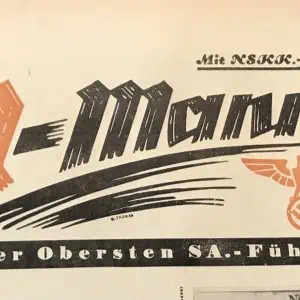 Mit NSKK.-
A-Mann
er Obersten SA.-Füh